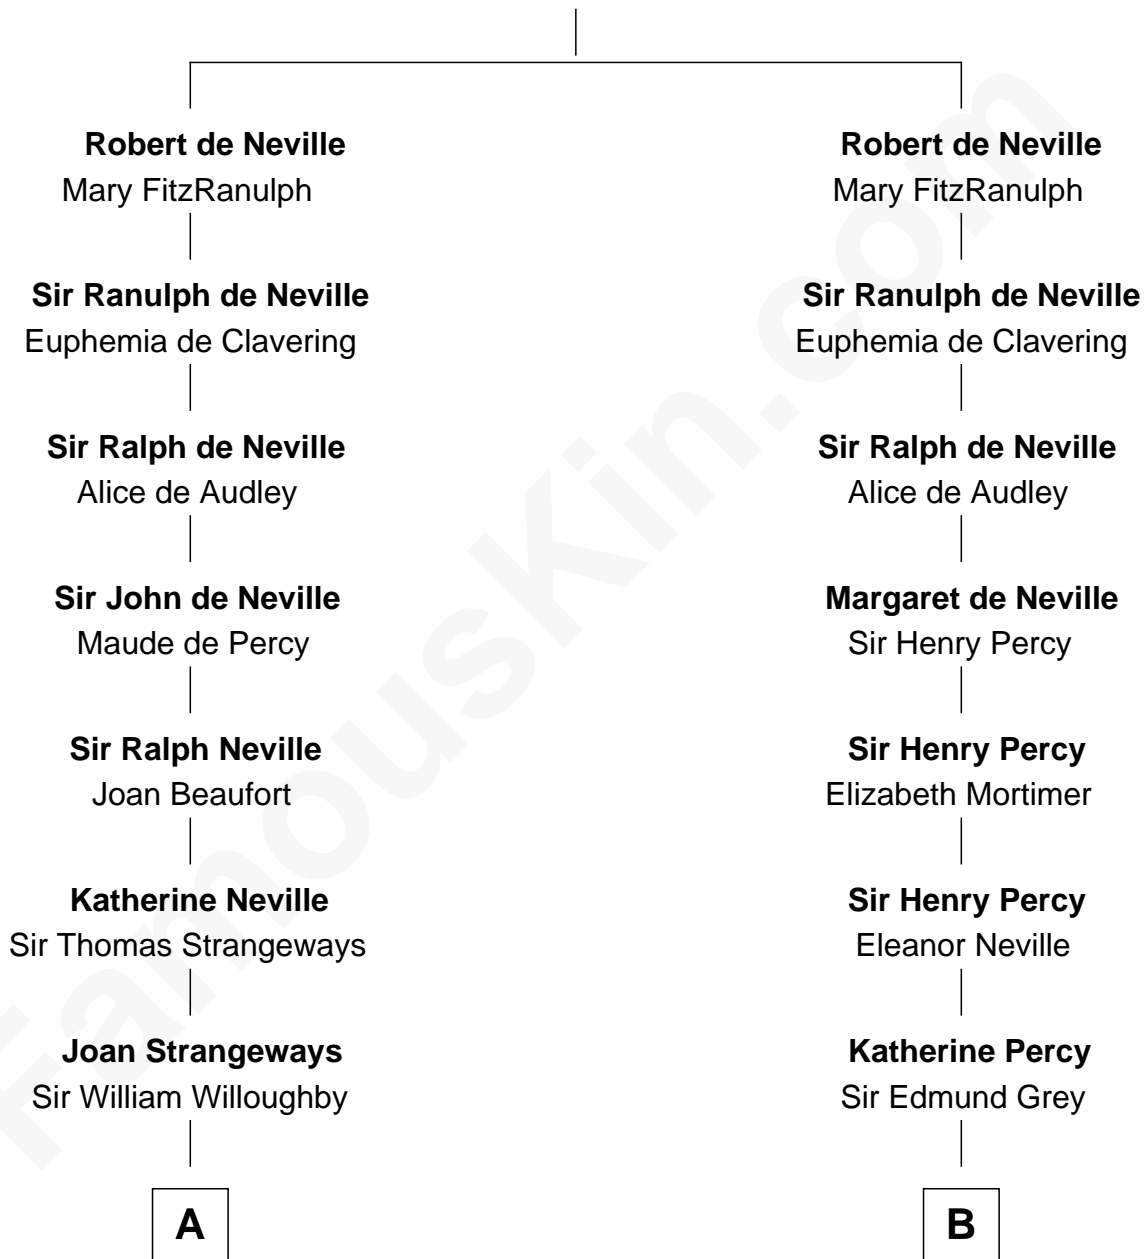 Robert de Neville
Mary FitzRanulph
Sir Ranulph de Neville
Euphemia de Clavering
Sir Ralph de Neville
Alice de Audley
Sir John de Neville
Maude de Percy
Sir Ralph Neville
Joan Beaufort
Katherine Neville
Sir Thomas Strangeways
Joan Strangeways
Sir William Willoughby
A
Robert de Neville
Mary FitzRanulph
Sir Ranulph de Neville
Euphemia de Clavering
Sir Ralph de Neville
Alice de Audley
Margaret de Neville
Sir Henry Percy
Sir Henry Percy
Elizabeth Mortimer
Sir Henry Percy
Eleanor Neville
Katherine Percy
Sir Edmund Grey
B
FamousKin.com